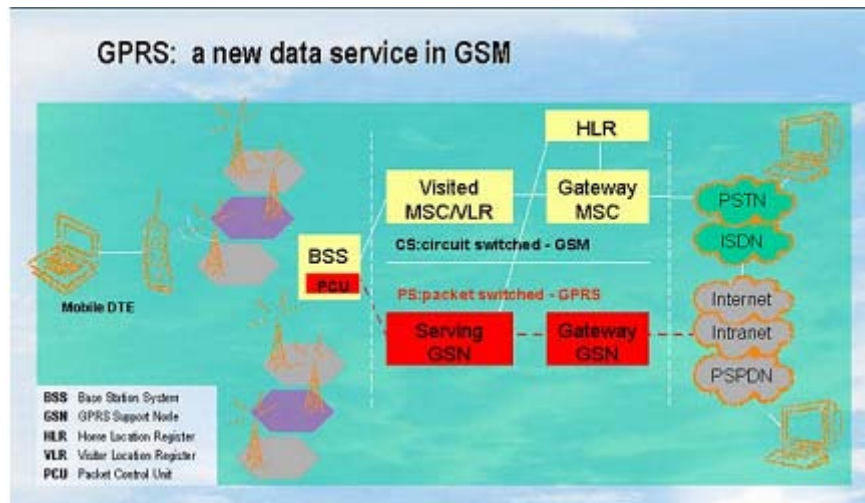 GPRS: a new data service in GSM
HLR
Visited
MSC/VLR
Gateway
MSC
PSTN
ISDN
CS:circuit switched - GSM
BSS
PCU
Mobile DTE
PS:packet switched - GPRS
Serving
GSN
Gateway
GSN
Internet
Intranet
PSPDN
BSS Base Station System
GSN GPRS Support Node
HLR Home Location Register
VLR Visitor Location Register
PCU Packet Control Unit